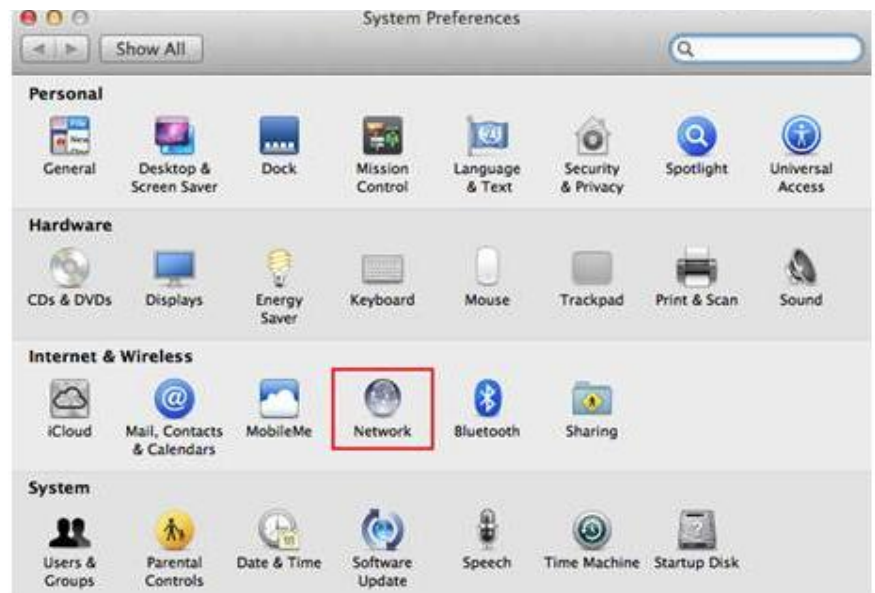 System Preferences
Show All
Personal
General
Desktop &
Screen Saver
Dock
Mission
Control
Language
& Text
Security
& Privacy
Spotlight
Universal
Access
Hardware
CDs & DVDs
Displays
Energy
Saver
Keyboard
Mouse
Trackpad
Print & Scan
Sound
Internet & Wireless
iCloud
Mail, Contacts
& Calendars
MobileMe
Network
Bluetooth
Sharing
System
Users &
Groups
Parental
Controls
Date & Time
Software
Update
Speech
Time Machine
Startup Disk